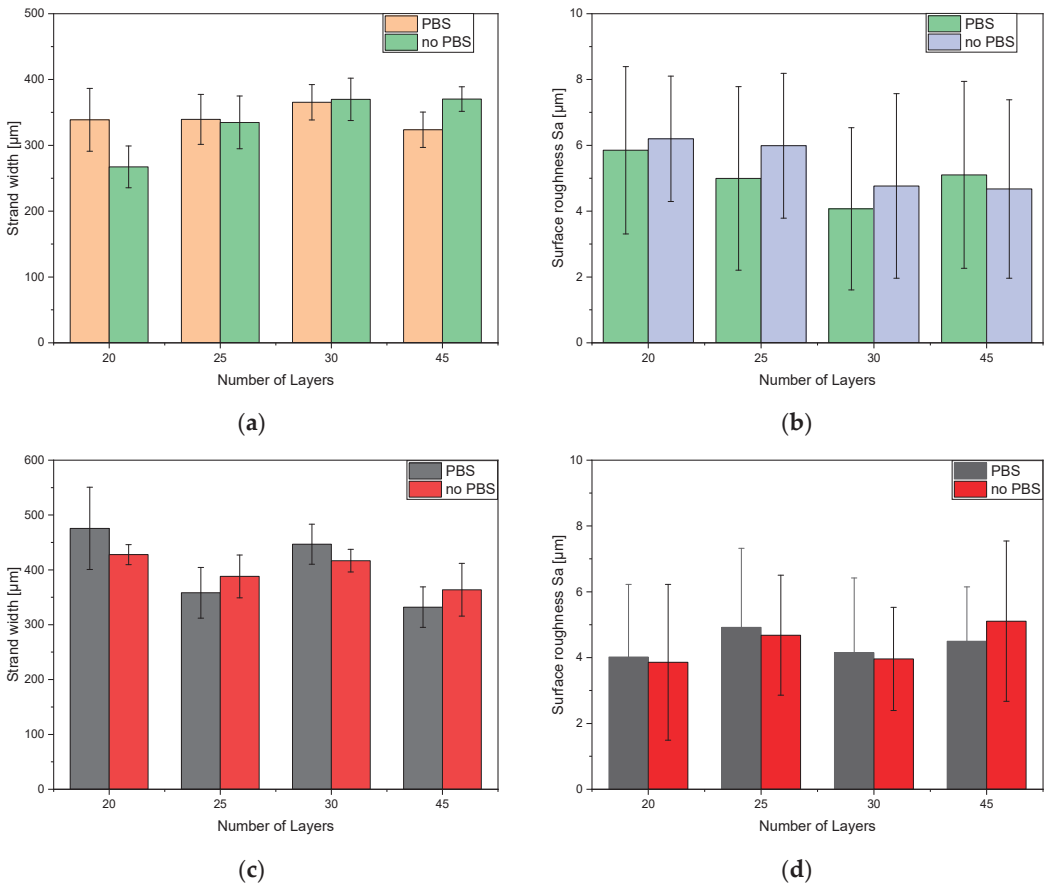 500
400
300
200
100
0
Strand width [µm]
PBS
no PBS
20 25 30 45
Number of Layers
(a)
10
8
6
4
2
0
Surface roughness Sa [µm]
PBS
no PBS
20 25 30 45
Number of Layers
(b)
600
500
400
300
200
100
0
Strand width [µm]
PBS
no PBS
20 25 30 45
Number of Layers
(c)
10
8
6
4
2
0
Surface roughness Sa [µm]
PBS
no PBS
20 25 30 45
Number of Layers
(d)